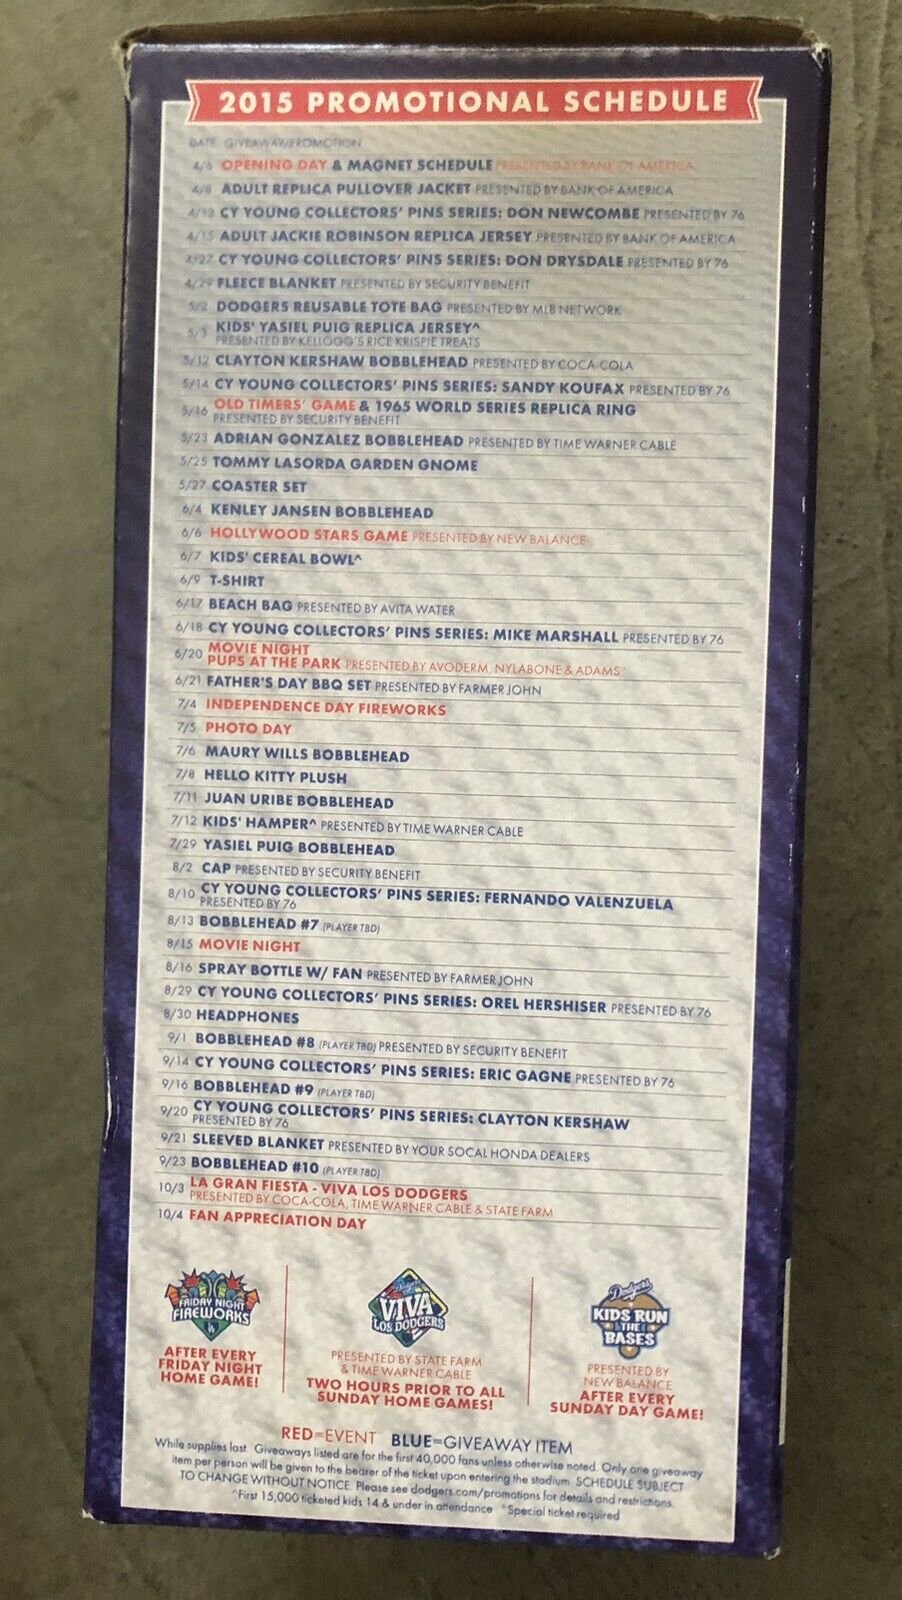 2015 PROMOTIONAL SCHEDULE
DATE GIVEAWAY/PROMOTION
4/6 OPENING DAY & MAGNET SCHEDULE PRESENTED BY BANK OF AMERICA
4/8 ADULT REPLICA PULLOVER JACKET PRESENTED BY BANK OF AMERICA
CY YOUNG COLLECTORS' PINS SERIES: DON NEWCOMBE PRESENTED BY 76
4/15 ADULT JACKIE ROBINSON REPLICA JERSEY PRESENTED BY BANK OF AMERICA
4/27 CY YOUNG COLLECTORS' PINS SERIES: DON DRYSDALE PRESENTED BY 76
4/29 FLEECE BLANKET PRESENTED BY SECURITY BENEFIT
5/2 DODGERS REUSABLE TOTE BAG PRESENTED BY MLB NETWORK
5/3 KIDS' YASIEL PUIG REPLICA JERSEY^
PRESENTED BY KELLOGG'S RICE KRISPIE TREATS
5/12 CLAYTON KERSHAW BOBBLEHEAD PRESENTED BY COCA-COLA
5/14 CY YOUNG COLLECTORS' PINS SERIES: SANDY KOUFAX PRESENTED BY 76
5/16 OLD TIMERS' GAME & 1965 WORLD SERIES REPLICA RING
PRESENTED BY SECURITY BENEFIT
5/23 ADRIAN GONZALEZ BOBBLEHEAD PRESENTED BY TIME WARNER CABLE
5/25 TOMMY LASORDA GARDEN GNOME
5/27 COASTER SET
6/4 KENLEY JANSEN BOBBLEHEAD
6/6 HOLLYWOOD STARS GAME PRESENTED BY NEW BALANCE
6/7 KIDS' CEREAL BOWL^
6/9 T-SHIRT
6/17 BEACH BAG PRESENTED BY AVITA WATER
6/18 CY YOUNG COLLECTORS' PINS SERIES: MIKE MARSHALL PRESENTED BY 76
6/20 MOVIE NIGHT
PUPS AT THE PARK PRESENTED BY AVODERM, NYLABONE & ADAMS*
6/21 FATHER'S DAY BBQ SET PRESENTED BY FARMER JOHN
7/4 INDEPENDENCE DAY FIREWORKS
7/5 PHOTO DAY
7/6 MAURY WILLS BOBBLEHEAD
7/8 HELLO KITTY PLUSH
7/11 JUAN URIBE BOBBLEHEAD
7/12 KIDS' HAMPER^ PRESENTED BY TIME WARNER CABLE
7/29 YASIEL PUIG BOBBLEHEAD
8/2 CAP PRESENTED BY SECURITY BENEFIT
8/10 CY YOUNG COLLECTORS' PINS SERIES: FERNANDO VALENZUELA
PRESENTED BY 76
8/13 BOBBLEHEAD #7 (PLAYER TBD)
8/15 MOVIE NIGHT
8/16 SPRAY BOTTLE W/ FAN PRESENTED BY FARMER JOHN
8/29 CY YOUNG COLLECTORS' PINS SERIES: OREL HERSHISER PRESENTED BY 76
8/30 HEADPHONES
9/1 BOBBLEHEAD #8 (PLAYER TBD) PRESENTED BY SECURITY BENEFIT
9/14 CY YOUNG COLLECTORS' PINS SERIES: ERIC GAGNE PRESENTED BY 76
9/16 BOBBLEHEAD #9 (PLAYER TBD)
9/20 CY YOUNG COLLECTORS' PINS SERIES: CLAYTON KERSHAW
PRESENTED BY 76
9/21 SLEEVED BLANKET PRESENTED BY YOUR SOCAL HONDA DEALERS
9/23 BOBBLEHEAD #10 (PLAYER TBD)
10/3 LA GRAN FIESTA - VIVA LOS DODGERS
PRESENTED BY COCA-COLA, TIME WARNER CABLE & STATE FARM
10/4 FAN APPRECIATION DAY
FRIDAY NIGHT
FIREWORKS
LA
AFTER EVERY
FRIDAY NIGHT
HOME GAME!
Dodgers
VIVA
LOS DODGERS
PRESENTED BY STATE FARM
& TIME WARNER CABLE
TWO HOURS PRIOR TO ALL
SUNDAY HOME GAMES!
Dodgers
KIDS RUN
THE
BASES
PRESENTED BY
NEW BALANCE
AFTER EVERY
SUNDAY DAY GAME!
RED=EVENT BLUE=GIVEAWAY ITEM
While supplies last. Giveaways listed are for the first 40,000 fans unless otherwise noted. Only one giveaway
item per person will be given to the bearer of the ticket upon entering the stadium. SCHEDULE SUBJECT
TO CHANGE WITHOUT NOTICE. Please see dodgers.com/promotions for details and restrictions.
^First 15,000 ticketed kids 14 & under in attendance *Special ticket required